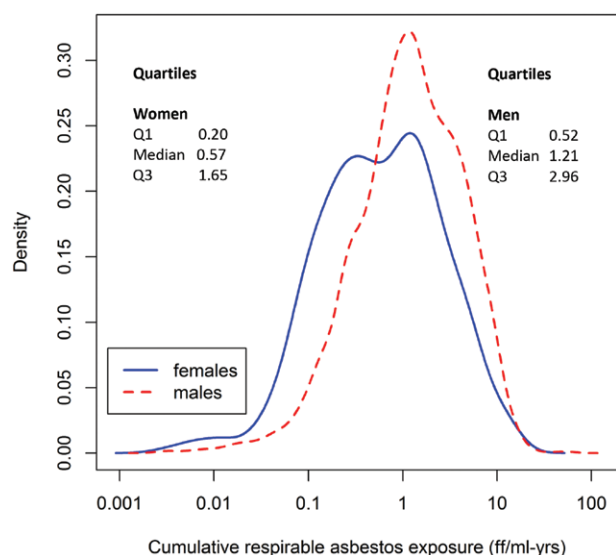 Density
0.30
0.25
0.20
0.15
0.10
0.05
0.00
Quartiles
Women
Q1 0.20
Median 0.57
Q3 1.65
Quartiles
Men
Q1 0.52
Median 1.21
Q3 2.96
females
males
0.001 0.01 0.1 1 10 100
Cumulative respirable asbestos exposure (ff/ml-yrs)